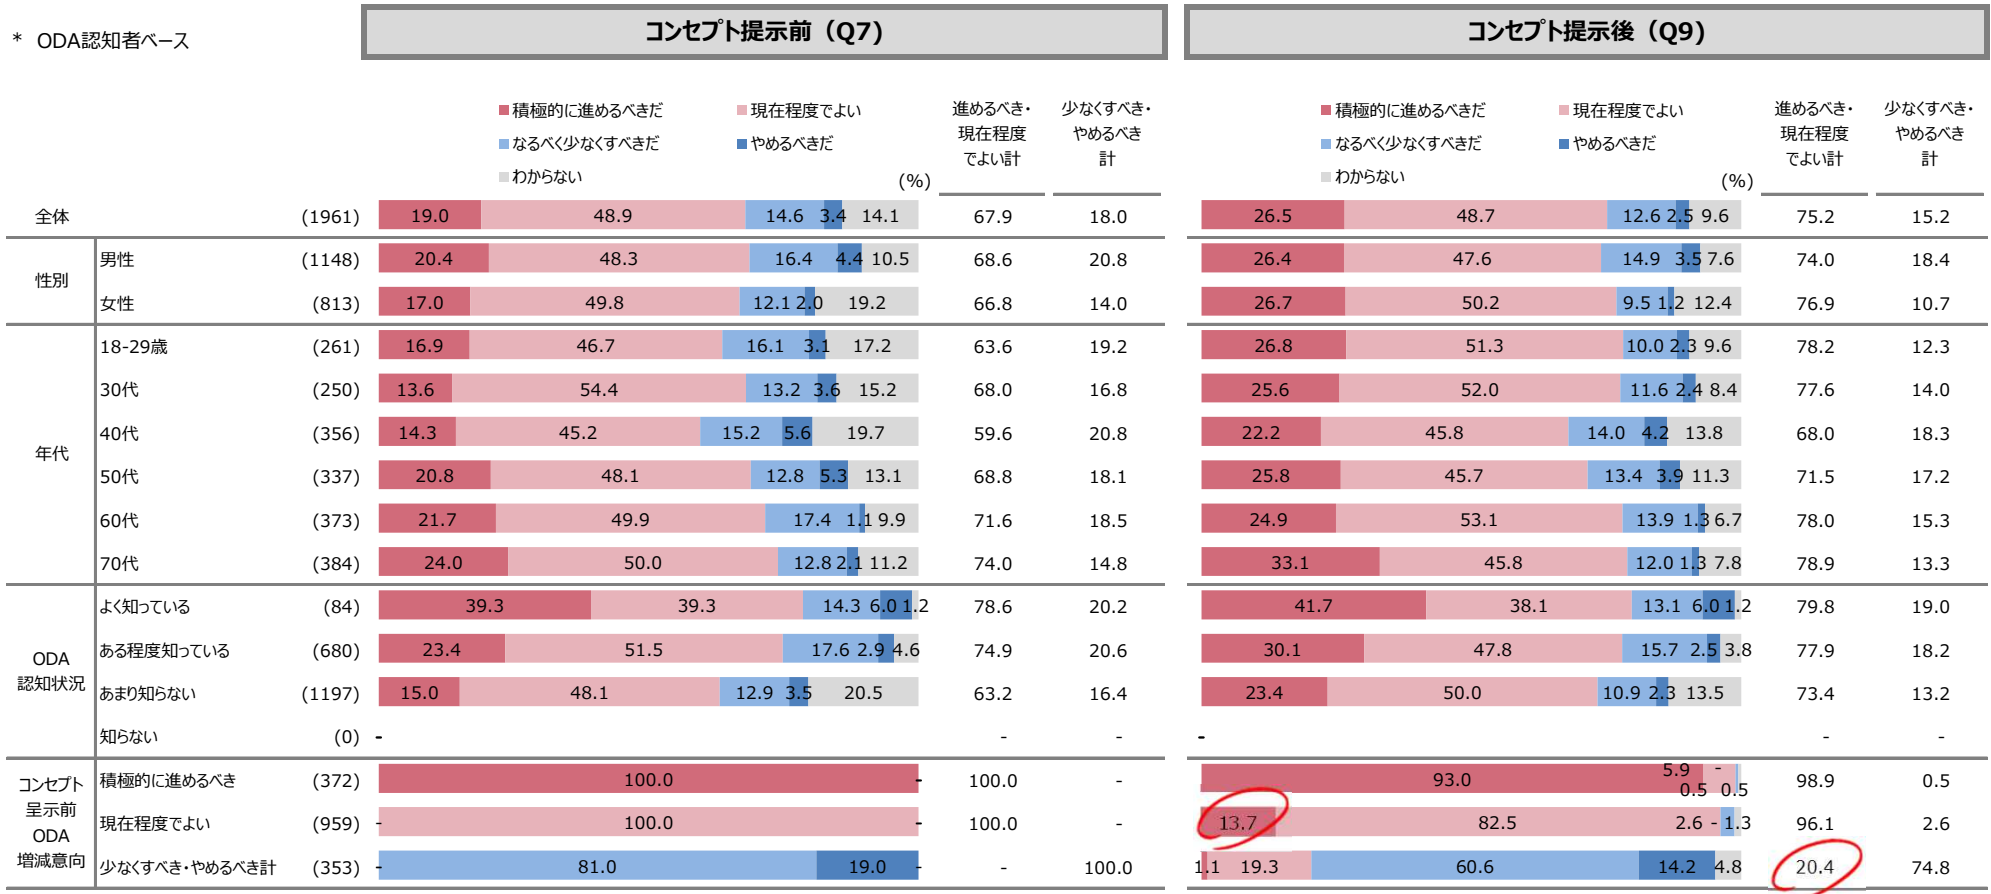 * ODA認知者ベース
コンセプト提示前（Q7）
コンセプト提示後（Q9）
■積極的に進めるべきだ ■現在程度でよい
■なるべく少なくすべきだ ■やめるべきだ
■わからない (%)
進めるべき・
現在程度
でよい計
少なくすべき・
やめるべき
計
■積極的に進めるべきだ ■現在程度でよい
■なるべく少なくすべきだ ■やめるべきだ
■わからない (%)
進めるべき・
現在程度
でよい計
少なくすべき・
やめるべき
計
全体 (1961) 19.0 48.9 14.6 3.4 14.1 67.9 18.0 26.5 48.7 12.6 2.5 9.6 75.2 15.2
性別
男性 (1148) 20.4 48.3 16.4 4.4 10.5 68.6 20.8 26.4 47.6 14.9 3.5 7.6 74.0 18.4
女性 (813) 17.0 49.8 12.1 2.0 19.2 66.8 14.0 26.7 50.2 9.5 1.2 12.4 76.9 10.7
年代
18-29歳 (261) 16.9 46.7 16.1 3.1 17.2 63.6 19.2 26.8 51.3 10.0 2.3 9.6 78.2 12.3
30代 (250) 13.6 54.4 13.2 3.6 15.2 68.0 16.8 25.6 52.0 11.6 2.4 8.4 77.6 14.0
40代 (356) 14.3 45.2 15.2 5.6 19.7 59.6 20.8 22.2 45.8 14.0 4.2 13.8 68.0 18.3
50代 (337) 20.8 48.1 12.8 5.3 13.1 68.8 18.1 25.8 45.7 13.4 3.9 11.3 71.5 17.2
60代 (373) 21.7 49.9 17.4 1.1 9.9 71.6 18.5 24.9 53.1 13.9 1.3 6.7 78.0 15.3
70代 (384) 24.0 50.0 12.8 2.1 11.2 74.0 14.8 33.1 45.8 12.0 1.3 7.8 78.9 13.3
ODA
認知状況
よく知っている (84) 39.3 39.3 14.3 6.0 1.2 78.6 20.2 41.7 38.1 13.1 6.0 1.2 79.8 19.0
ある程度知っている (680) 23.4 51.5 17.6 2.9 4.6 74.9 20.6 30.1 47.8 15.7 2.5 3.8 77.9 18.2
あまり知らない (1197) 15.0 48.1 12.9 3.5 20.5 63.2 16.4 23.4 50.0 10.9 2.3 13.5 73.4 13.2
知らない (0) - - - - - -
コンセプト
呈示前
ODA
増減意向
積極的に進めるべき (372) 100.0 - 100.0 - 93.0 5.9 0.5 - 0.5 98.9 0.5
現在程度でよい (959) - 100.0 - 100.0 - 13.7 82.5 2.6 - 1.3 96.1 2.6
少なくすべき・やめるべき計 (353) - 81.0 19.0 - - 100.0 1.1 19.3 60.6 14.2 4.8 20.4 74.8